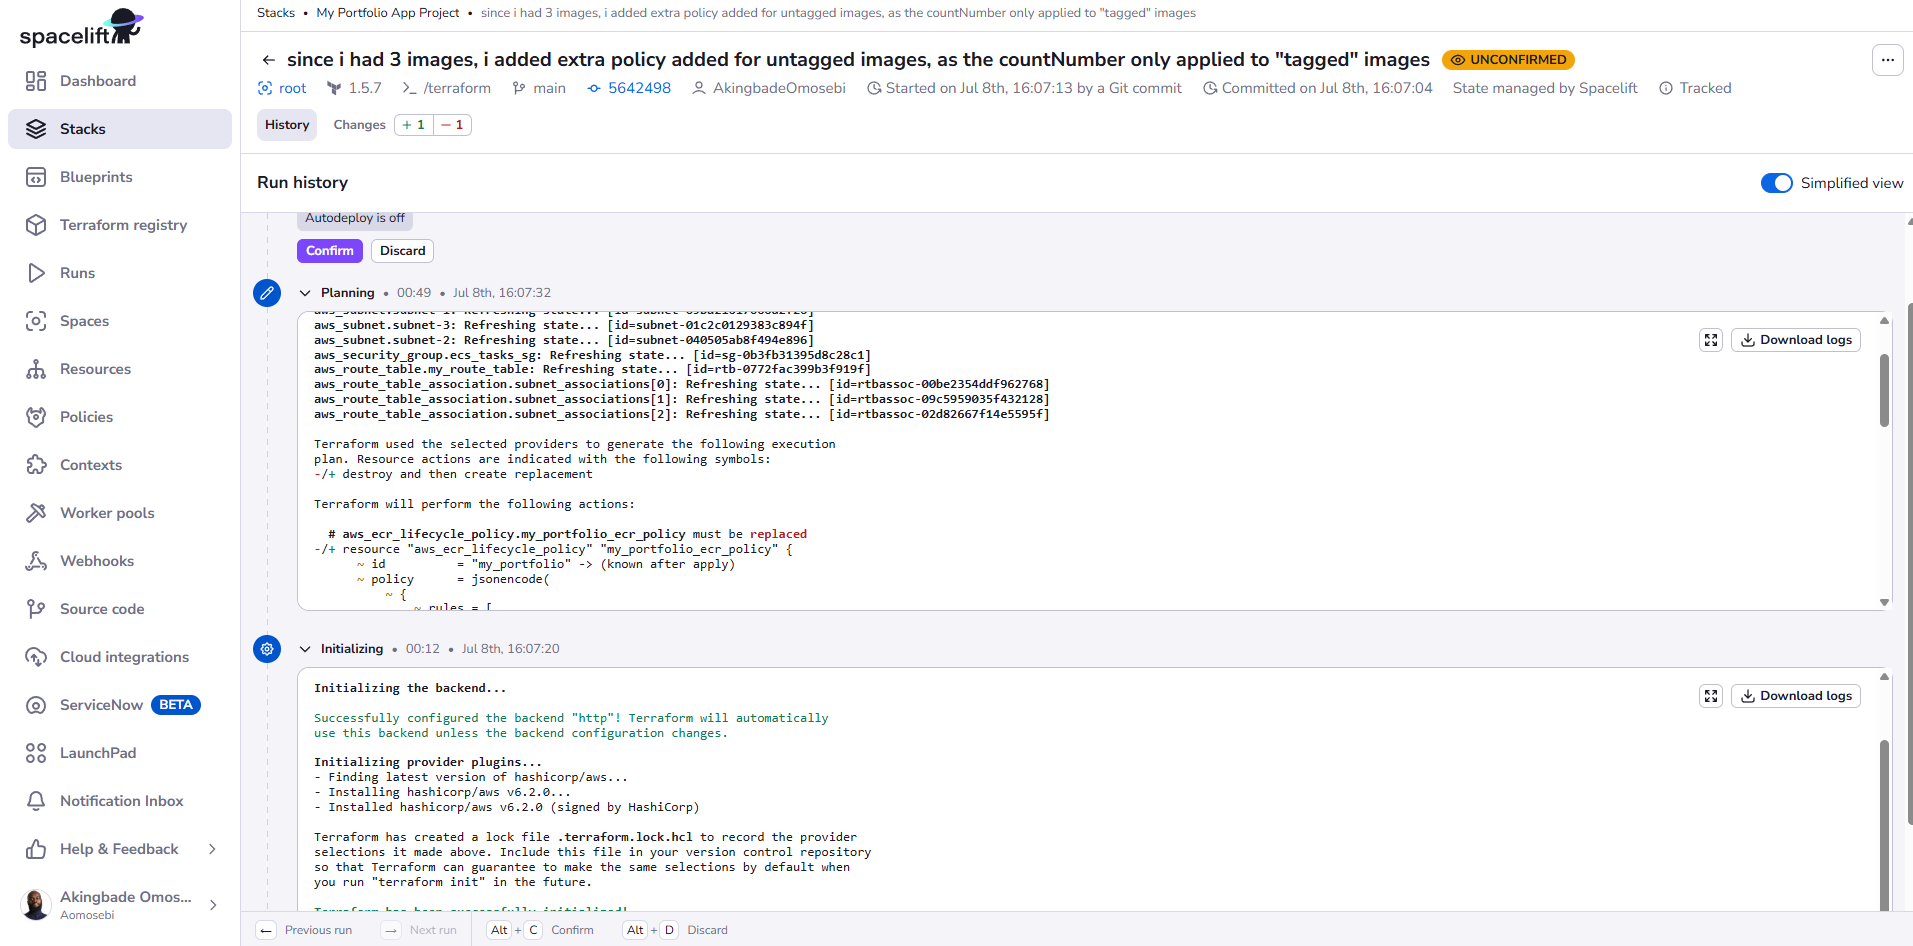 spacelift
Dashboard
Stacks
Blueprints
Terraform registry
Runs
Spaces
Resources
Policies
Contexts
Worker pools
Webhooks
Source code
Cloud integrations
ServiceNow BETA
LaunchPad
Notification Inbox
Help & Feedback
Akingbade Omos...
Aomosebi
Stacks • My Portfolio App Project • since i had 3 images, i added extra policy added for untagged images, as the countNumber only applied to "tagged" images
← since i had 3 images, i added extra policy added for untagged images, as the countNumber only applied to "tagged" images UNCONFIRMED
root 1.5.7 /terraform main 5642498 AkingbadeOmosebi Started on Jul 8th, 16:07:13 by a Git commit Committed on Jul 8th, 16:07:04 State managed by Spacelift Tracked
History Changes + 1 − 1
Run history Simplified view
Autodeploy is off
Confirm Discard
Planning • 00:49 • Jul 8th, 16:07:32
Download logs
aws_subnet.subnet-3: Refreshing state... [id=subnet-01c2c0129383c894f]
aws_subnet.subnet-2: Refreshing state... [id=subnet-040505ab8f494e896]
aws_security_group.ecs_tasks_sg: Refreshing state... [id=sg-0b3fb31395d8c28c1]
aws_route_table.my_route_table: Refreshing state... [id=rtb-0772fac399b3f919f]
aws_route_table_association.subnet_associations[0]: Refreshing state... [id=rtbassoc-00be2354ddf962768]
aws_route_table_association.subnet_associations[1]: Refreshing state... [id=rtbassoc-09c5959035f432128]
aws_route_table_association.subnet_associations[2]: Refreshing state... [id=rtbassoc-02d82667f14e5595f]
Terraform used the selected providers to generate the following execution
plan. Resource actions are indicated with the following symbols:
-/+ destroy and then create replacement
Terraform will perform the following actions:
# aws_ecr_lifecycle_policy.my_portfolio_ecr_policy must be replaced
-/+ resource "aws_ecr_lifecycle_policy" "my_portfolio_ecr_policy" {
~ id = "my_portfolio" -> (known after apply)
~ policy = jsonencode(
~ {
~ rules = [
Initializing • 00:12 • Jul 8th, 16:07:20
Download logs
Initializing the backend...
Successfully configured the backend "http"! Terraform will automatically
use this backend unless the backend configuration changes.
Initializing provider plugins...
- Finding latest version of hashicorp/aws...
- Installing hashicorp/aws v6.2.0...
- Installed hashicorp/aws v6.2.0 (signed by HashiCorp)
Terraform has created a lock file .terraform.lock.hcl to record the provider
selections it made above. Include this file in your version control repository
so that Terraform can guarantee to make the same selections by default when
you run "terraform init" in the future.
Terraform has been successfully initialized!
← Previous run → Next run Alt + C Confirm Alt + D Discard